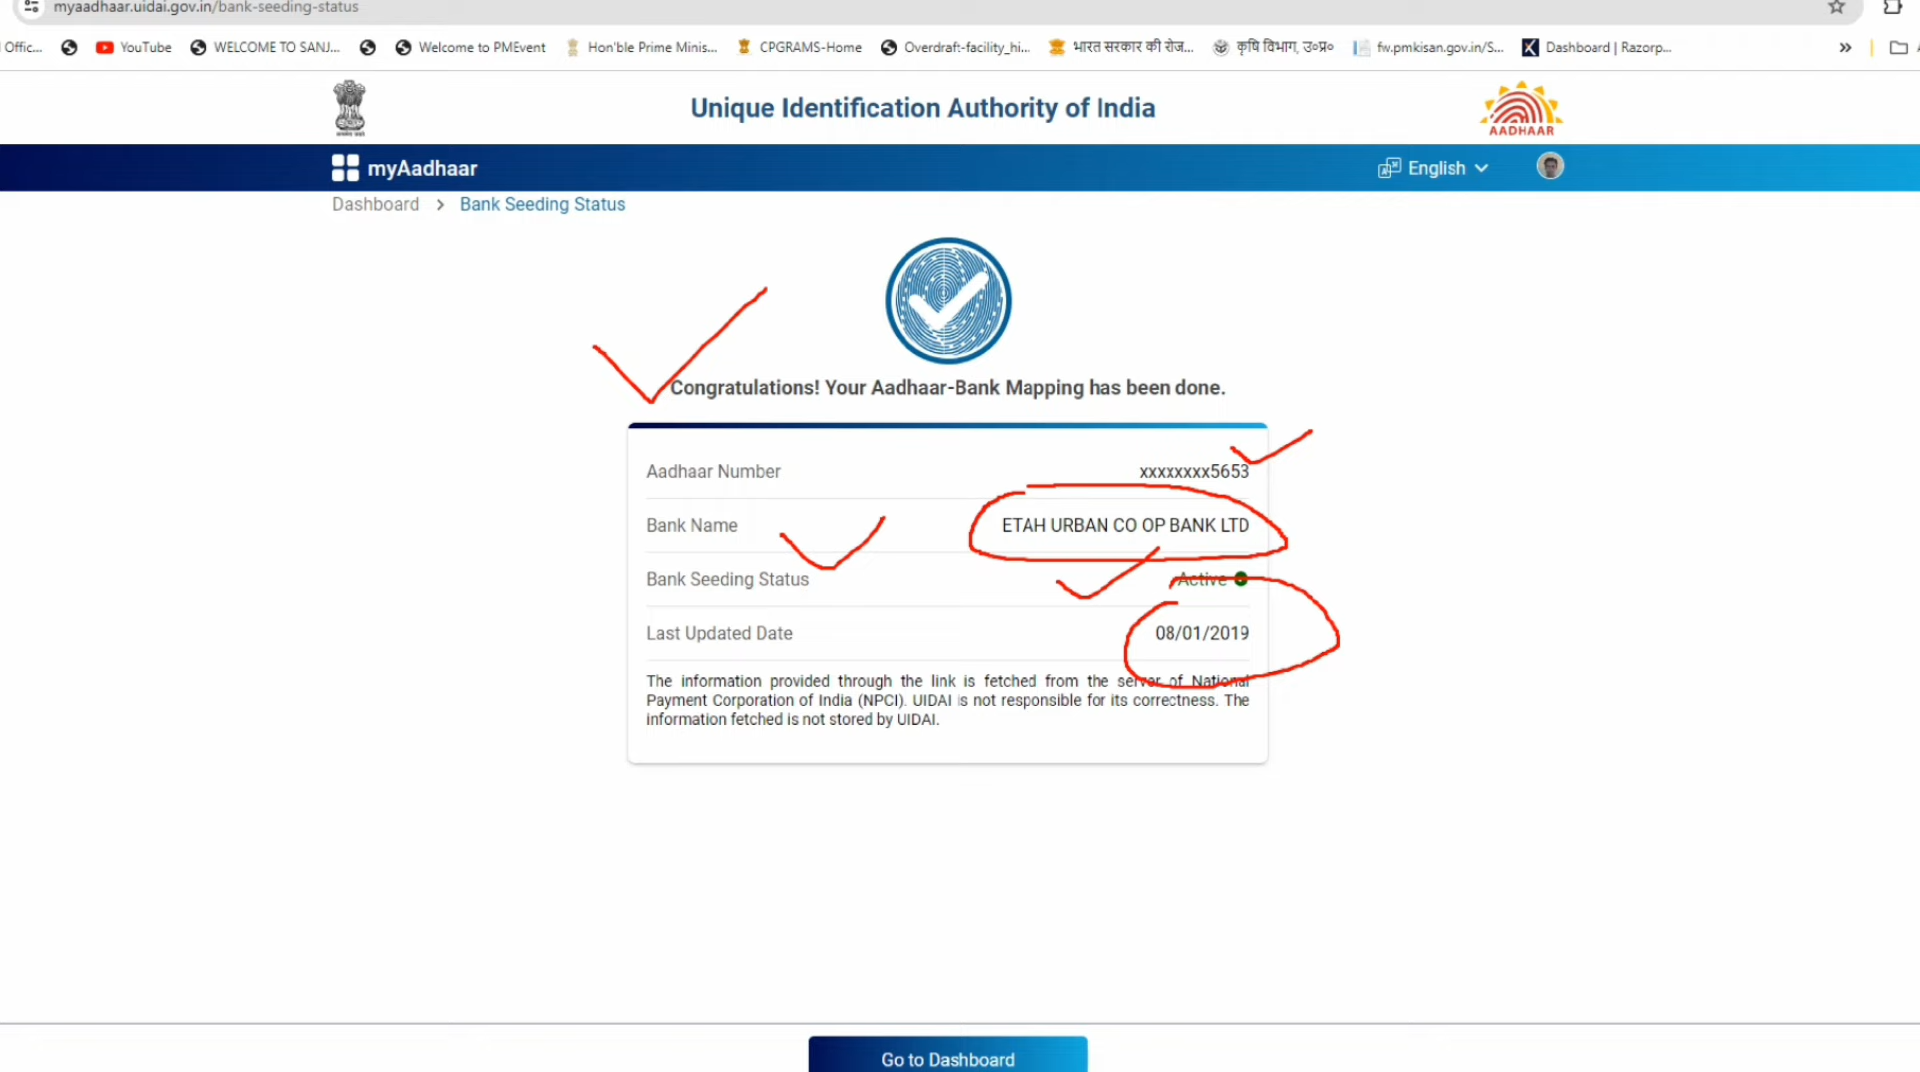 myaadhaar.uidai.gov.in/bank-seeding-status
Offic... YouTube WELCOME TO SANJ... Welcome to PMEvent Hon'ble Prime Minis... CPGRAMS-Home Overdraft-facility_hi... भारत सरकार की रोज... कृषि विभाग, उ०प्र० fw.pmkisan.gov.in/S... Dashboard | Razorp... »
Unique Identification Authority of India
AADHAAR
myAadhaar English
Dashboard > Bank Seeding Status
Congratulations! Your Aadhaar-Bank Mapping has been done.
Aadhaar Number xxxxxxxx5653
Bank Name ETAH URBAN CO OP BANK LTD
Bank Seeding Status Active
Last Updated Date 08/01/2019
The information provided through the link is fetched from the server of National
Payment Corporation of India (NPCI). UIDAI is not responsible for its correctness. The
information fetched is not stored by UIDAI.
Go to Dashboard